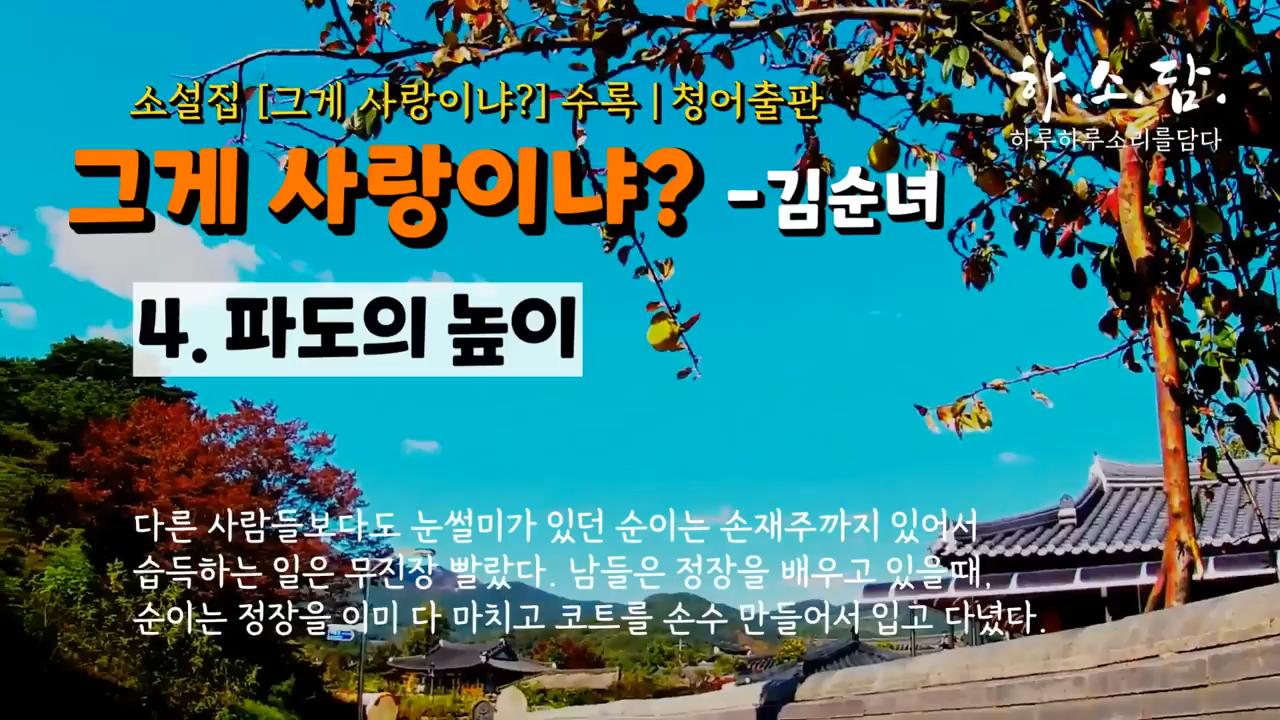 소설집 [그게 사랑이냐?] 수록 | 청어출판
하.소.담.
하루하루소리를담다
그게 사랑이냐? -김순녀
4. 파도의 높이
다른 사람들보다도 눈썰미가 있던 순이는 손재주까지 있어서
습득하는 일은 무진장 빨랐다. 남들은 정장을 배우고 있을때,
순이는 정장을 이미 다 마치고 코트를 손수 만들어서 입고 다녔다.